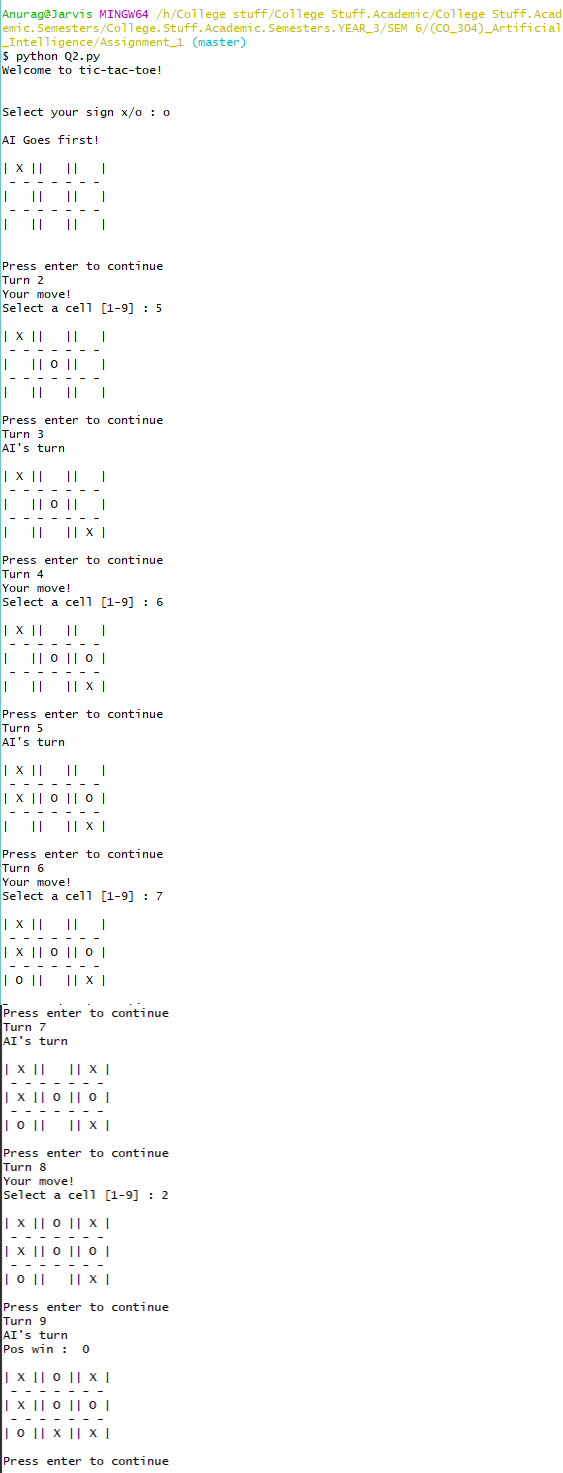 Anurag@Jarvis MINGW64 /h/College stuff/College Stuff.Academic/College Stuff.Acad
emic.Semesters/College.Stuff.Academic.Semesters.YEAR_3/SEM 6/(CO_304)_Artificial
_Intelligence/Assignment_1 (master)
$ python Q2.py
Welcome to tic-tac-toe!
Select your sign x/o : o
AI Goes first!
| X ||   ||   |
 - - - - - - -
|   ||   ||   |
 - - - - - - -
|   ||   ||   |
Press enter to continue
Turn 2
Your move!
Select a cell [1-9] : 5
| X ||   ||   |
 - - - - - - -
|   || O ||   |
 - - - - - - -
|   ||   ||   |
Press enter to continue
Turn 3
AI's turn
| X ||   ||   |
 - - - - - - -
|   || O ||   |
 - - - - - - -
|   ||   || X |
Press enter to continue
Turn 4
Your move!
Select a cell [1-9] : 6
| X ||   ||   |
 - - - - - - -
|   || O || O |
 - - - - - - -
|   ||   || X |
Press enter to continue
Turn 5
AI's turn
| X ||   ||   |
 - - - - - - -
| X || O || O |
 - - - - - - -
|   ||   || X |
Press enter to continue
Turn 6
Your move!
Select a cell [1-9] : 7
| X ||   ||   |
 - - - - - - -
| X || O || O |
 - - - - - - -
| O ||   || X |
Press enter to continue
Turn 7
AI's turn
| X ||   || X |
 - - - - - - -
| X || O || O |
 - - - - - - -
| O ||   || X |
Press enter to continue
Turn 8
Your move!
Select a cell [1-9] : 2
| X || O || X |
 - - - - - - -
| X || O || O |
 - - - - - - -
| O ||   || X |
Press enter to continue
Turn 9
AI's turn
Pos win :  0
| X || O || X |
 - - - - - - -
| X || O || O |
 - - - - - - -
| O || X || X |
Press enter to continue